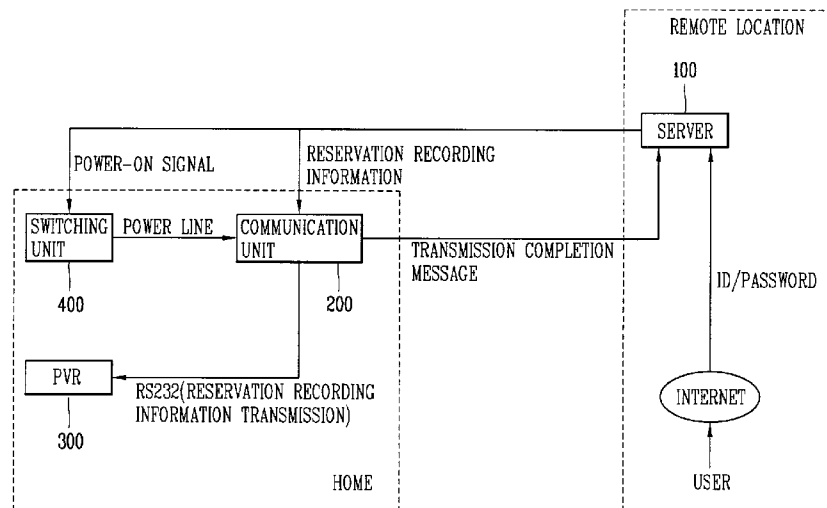 REMOTE LOCATION
100
SERVER
POWER-ON SIGNAL
RESERVATION RECORDING
INFORMATION
SWITCHING
UNIT
POWER LINE
COMMUNICATION
UNIT
TRANSMISSION COMPLETION
MESSAGE
400
200
ID/PASSWORD
PVR
RS232(RESERVATION RECORDING
INFORMATION TRANSMISSION)
300
INTERNET
HOME
USER